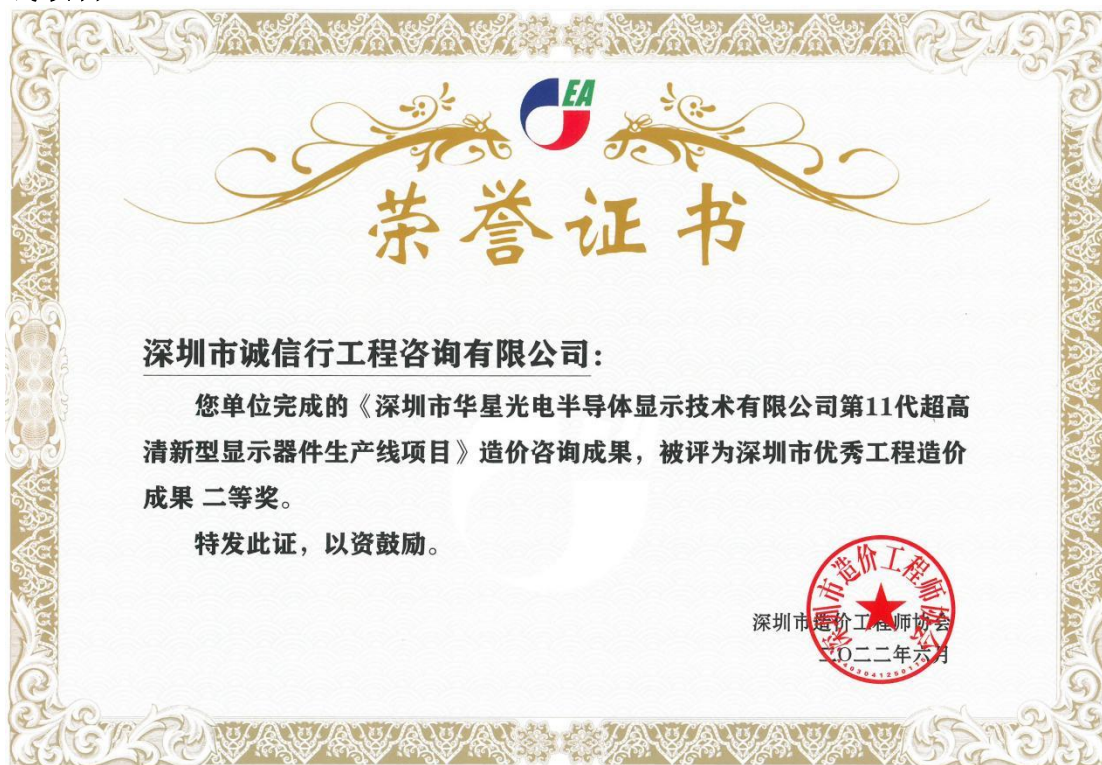 EA
荣誉证书
深圳市诚信行工程咨询有限公司：
您单位完成的《深圳市华星光电半导体显示技术有限公司第11代超高
清新型显示器件生产线项目》造价咨询成果，被评为深圳市优秀工程造价
成果 二等奖。
特发此证，以资鼓励。
深圳市造价工程师协会
深圳市造价工程师协会
二〇二二年六月